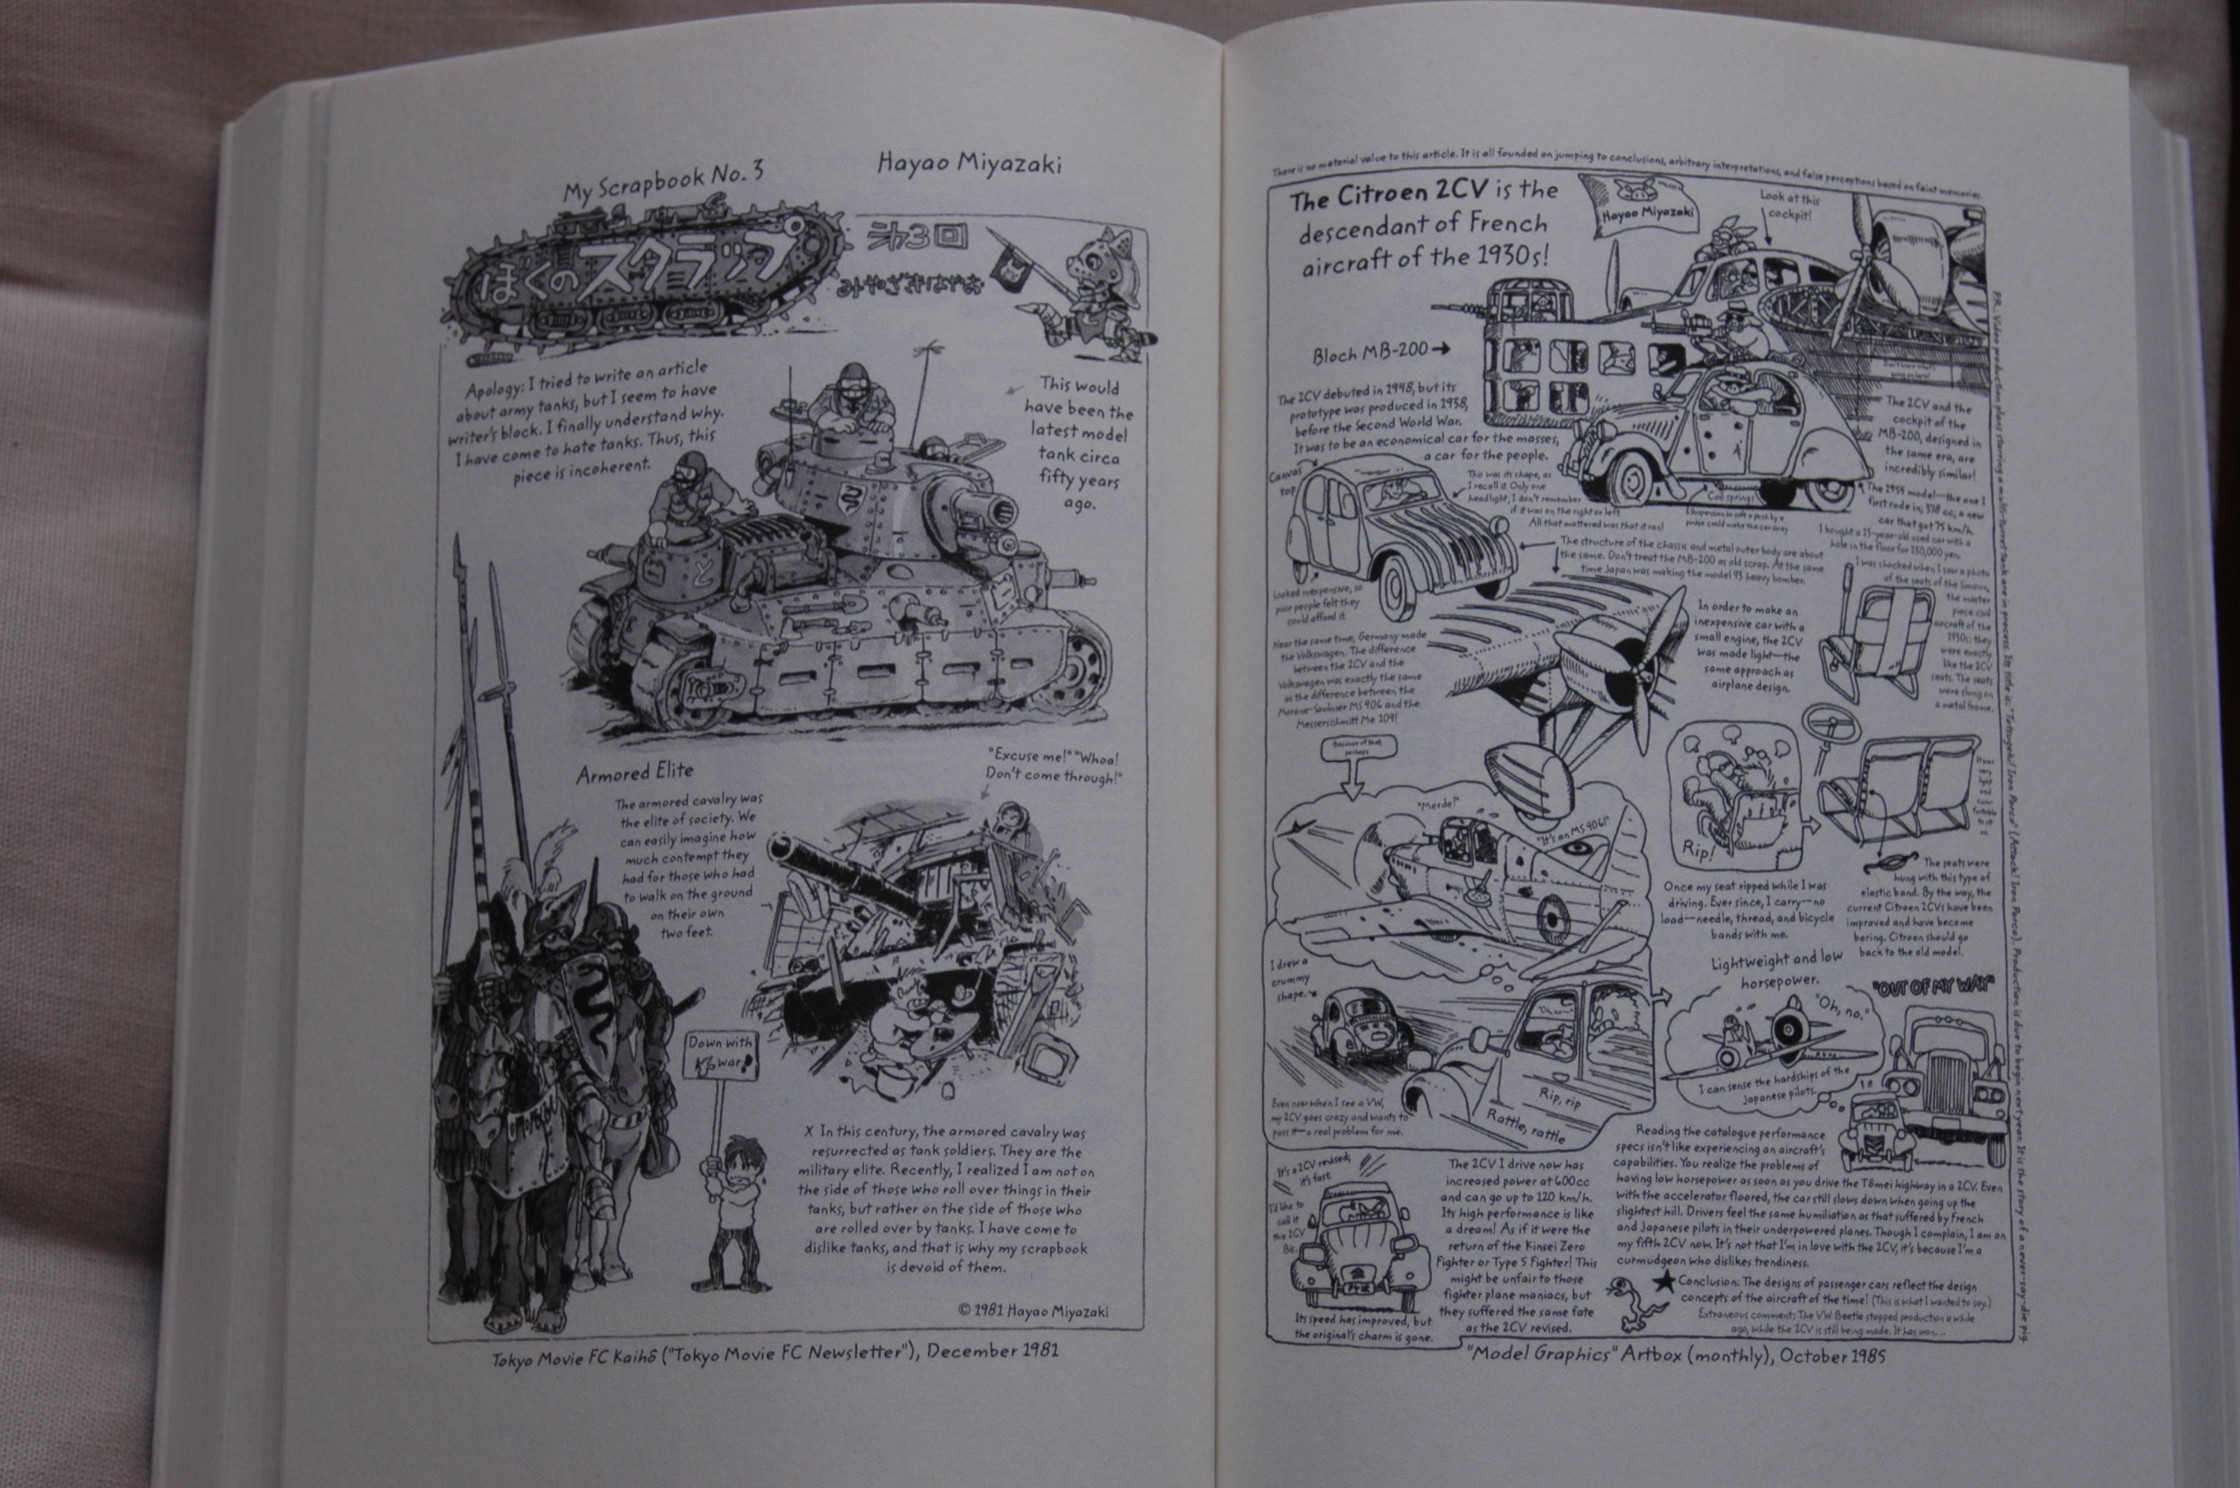 My Scrapbook No. 3
Hayao Miyazaki
ぼくのスクラップ
第3回
みやざきはやお
Apology: I tried to write an article
about army tanks, but I seem to have
writer's block. I finally understand why.
I have come to hate tanks. Thus, this
piece is incoherent.
This would
have been the
latest model
tank circa
fifty years
ago.
と
Armored Elite
The armored cavalry was
the elite of society. We
can easily imagine how
much contempt they
had for those who had
to walk on the ground
on their own
two feet.
"Excuse me!" "Whoa!
Don't come through!"
Down with
war!
X In this century, the armored cavalry was
resurrected as tank soldiers. They are the
military elite. Recently, I realized I am not on
the side of those who roll over things in their
tanks, but rather on the side of those who
are rolled over by tanks. I have come to
dislike tanks, and that is why my scrapbook
is devoid of them.
© 1981 Hayao Miyazaki
Tokyo Movie FC Kaihô ("Tokyo Movie FC Newsletter"), December 1981
There is no material value to this article. It is all founded on jumping to conclusions, arbitrary interpretations, and false perceptions based on faint memories.
The Citroen 2CV is the
descendant of French
aircraft of the 1930s!
Hayao Miyazaki
Look at this
cockpit!
Bloch MB-200
The 2CV debuted in 1948, but its
prototype was produced in 1938,
before the Second World War.
It was to be an economical car for the masses,
a car for the people.
The 2CV and the
cockpit of the
MB-200, designed in
the same era, are
incredibly similar!
Canvas
top
This was its shape, as
I recall it. Only one
headlight; I don't remember
if it was on the right or left.
All that mattered was that it ran!
Coil springs
Suspension so soft a push by a
pinkie could make the car sway
The 1954 model—the one I
first rode in; 378 cc; a new
car that got 75 km/h.
I bought a 13-year-old used car with a
hole in the floor for 130,000 yen.
The structure of the chassis and metal outer body are about
the same. Don't treat the MB-200 as old scrap. At the same
time Japan was making the model 93 heavy bomber.
Looked inexpensive, so
poor people felt they
could afford it
Near the same time, Germany made
the Volkswagen. The difference
between the 2CV and the
Volkswagen was exactly the same
as the difference between the
Morane-Saulnier MS 406 and the
Messerschmitt Me 109!
In order to make an
inexpensive car with a
small engine, the 2CV
was made light—the
same approach as
airplane design.
I was shocked when I saw a photo
of the seats of the
the master
piece civil
aircraft of the
1930s: they
were exactly
like the 2CV
seats. The seats
were slung on
a metal frame.
Because of that,
perhaps
"Merde!"
"It's an MS 406!"
Rip!
Once my seat ripped while I was
driving. Ever since, I carry—no
load—needle, thread, and bicycle
bands with me.
The seats were
hung with this type of
elastic band. By the way, the
current Citroen 2CVs have been
improved and have become
boring. Citroen should go
back to the old model.
I drew a
crummy
shape.
Even now when I see a VW,
my 2CV goes crazy and wants to
pass it—a real problem for me.
Rip, rip
Rattle, rattle
Lightweight and low
horsepower.
"Oh, no."
I can sense the hardships of the
Japanese pilots.
"OUT OF MY WAY"
It's a 2CV revised;
it's fast
I'd like to
call it
the 2CV
Bis.
Its speed has improved, but
the original's charm is gone.
The 2CV I drive now has
increased power at 600cc
and can go up to 120 km/h.
Its high performance is like
a dream! As if it were the
return of the Kinsei Zero
Fighter or Type 5 Fighter! This
might be unfair to those
fighter plane maniacs, but
they suffered the same fate
as the 2CV revised.
Reading the catalogue performance
specs isn't like experiencing an aircraft's
capabilities. You realize the problems of
having low horsepower as soon as you drive the Tômei highway in a 2CV. Even
with the accelerator floored, the car still slows down when going up the
slightest hill. Drivers feel the same humiliation as that suffered by French
and Japanese pilots in their underpowered planes. Though I complain, I am on
my fifth 2CV now. It's not that I'm in love with the 2CV, it's because I'm a
curmudgeon who dislikes trendiness.
★ Conclusion: The designs of passenger cars reflect the design
concepts of the aircraft of the time! (This is what I wanted to say.)
Extraneous comment: The VW Beetle stopped production a while
ago, while the 2CV is still being made. It has won...
P.R.: Video production plans starring a multi-turret tank are in process. Its title is: "Totsugeki! Iron Porco" (Attack! Iron Porco). Production is due to begin next year. It is the story of a never-say-die pig.
"Model Graphics" Artbox (monthly), October 1985